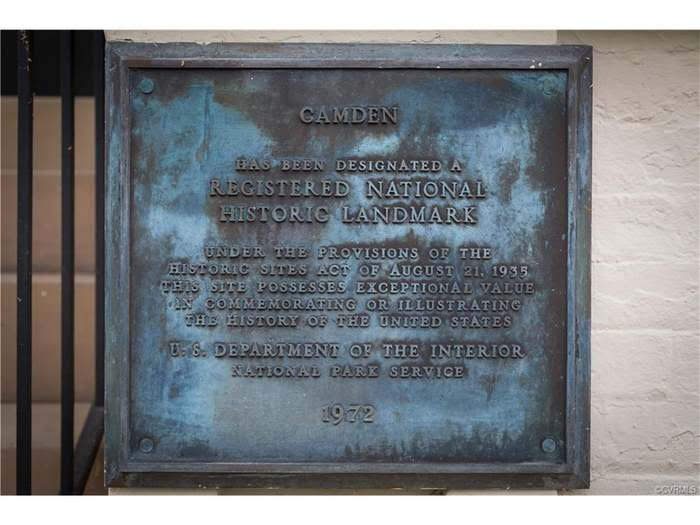 CAMDEN
HAS BEEN DESIGNATED A
REGISTERED NATIONAL
HISTORIC LANDMARK
UNDER THE PROVISIONS OF THE
HISTORIC SITES ACT OF AUGUST 21, 1935
THIS SITE POSSESSES EXCEPTIONAL VALUE
IN COMMEMORATING OR ILLUSTRATING
THE HISTORY OF THE UNITED STATES
U. S. DEPARTMENT OF THE INTERIOR
NATIONAL PARK SERVICE
1972
©CVRMLS